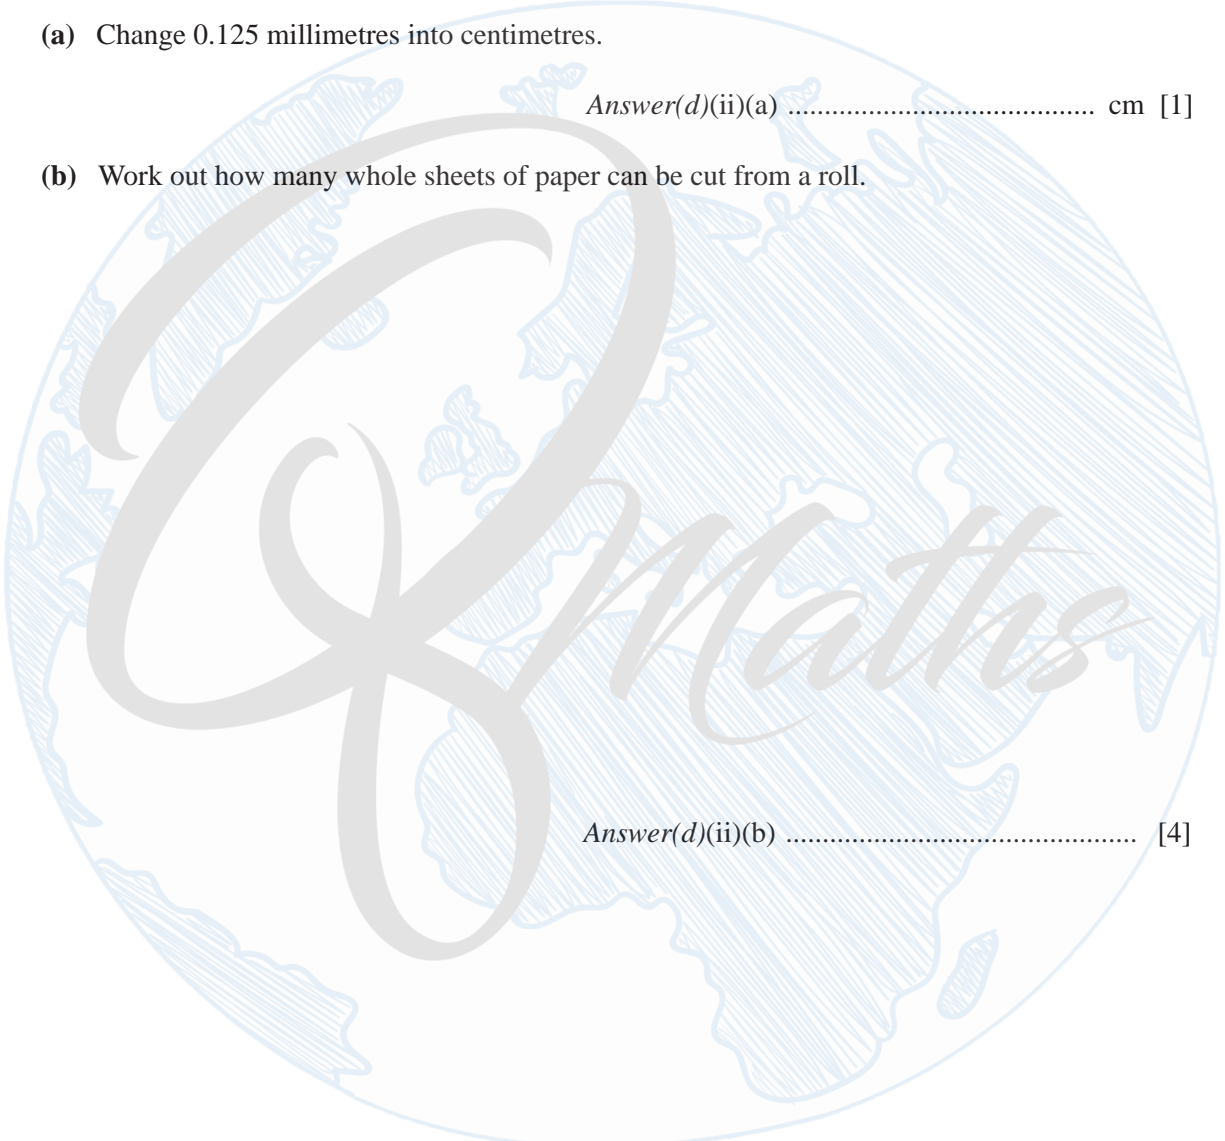 (a) Change 0.125 millimetres into centimetres.
Answer(d)(ii)(a) .......................................... cm [1]
(b) Work out how many whole sheets of paper can be cut from a roll.
Maths
Answer(d)(ii)(b) ................................................ [4]